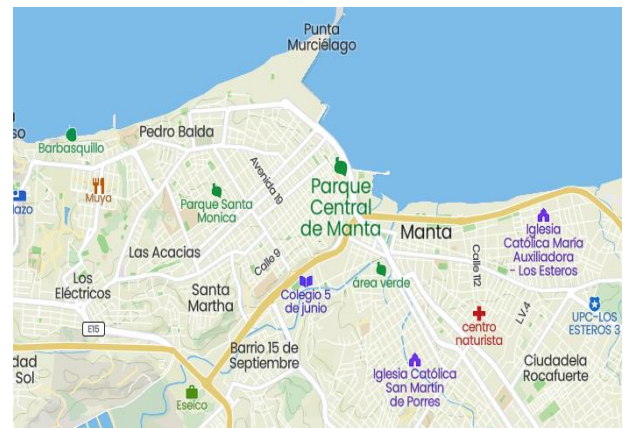 Punta
Murciélago
Pedro Balda
Barbasquillo
Muya
Avenida 19
Parque Santa
Monica
Parque
Central
de Manta
Manta
Iglesia
Católica María
Auxiliadora
- Los Esteros
Las Acacias
Calle 9
Calle 112
Los
Eléctricos
Santa
Martha
Colegio 5
de junio
área verde
LV.4
UPC-LOS
ESTEROS 3
centro
naturista
E15
Barrio 15 de
Septiembre
Iglesia Católica
San Martín
de Porres
Ciudadela
Rocafuerte
dad
Sol
Eseico